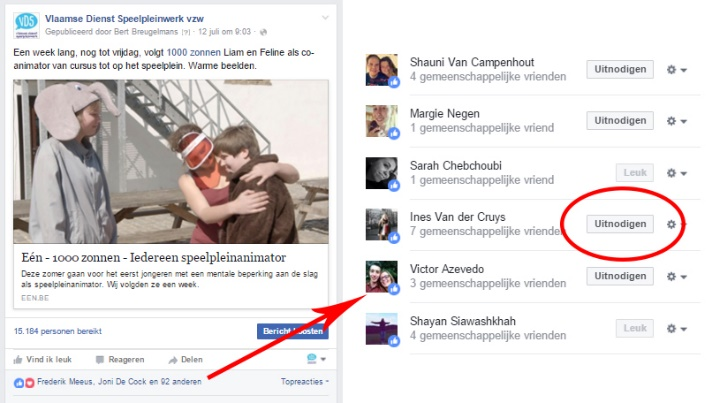 VDS
Vlaamse Dienst Speelpleinwerk vzw
Gepubliceerd door Bert Breugelmans [?] · 12 juli om 9:03 ·
Een week lang, nog tot vrijdag, volgt 1000 zonnen Liam en Feline als co-
animator van cursus tot op het speelplein. Warme beelden.
Eén - 1000 zonnen - Iedereen speelpleinanimator
Deze zomer gaan voor het eerst jongeren met een mentale beperking aan de slag
als speelpleinanimator. Wij volgden ze een week.
EEN.BE
15.184 personen bereikt
Bericht boosten
Vind ik leuk Reageren Delen
Frederik Meeus, Joni De Cock en 92 anderen Topreacties
Shauni Van Campenhout
4 gemeenschappelijke vrienden
Uitnodigen
Margie Negen
1 gemeenschappelijke vriend
Uitnodigen
Sarah Chebchoubi
1 gemeenschappelijke vriend
Leuk
Ines Van der Cruys
7 gemeenschappelijke vrienden
Uitnodigen
Victor Azevedo
3 gemeenschappelijke vrienden
Uitnodigen
Shayan Siawashkhah
4 gemeenschappelijke vrienden
Leuk